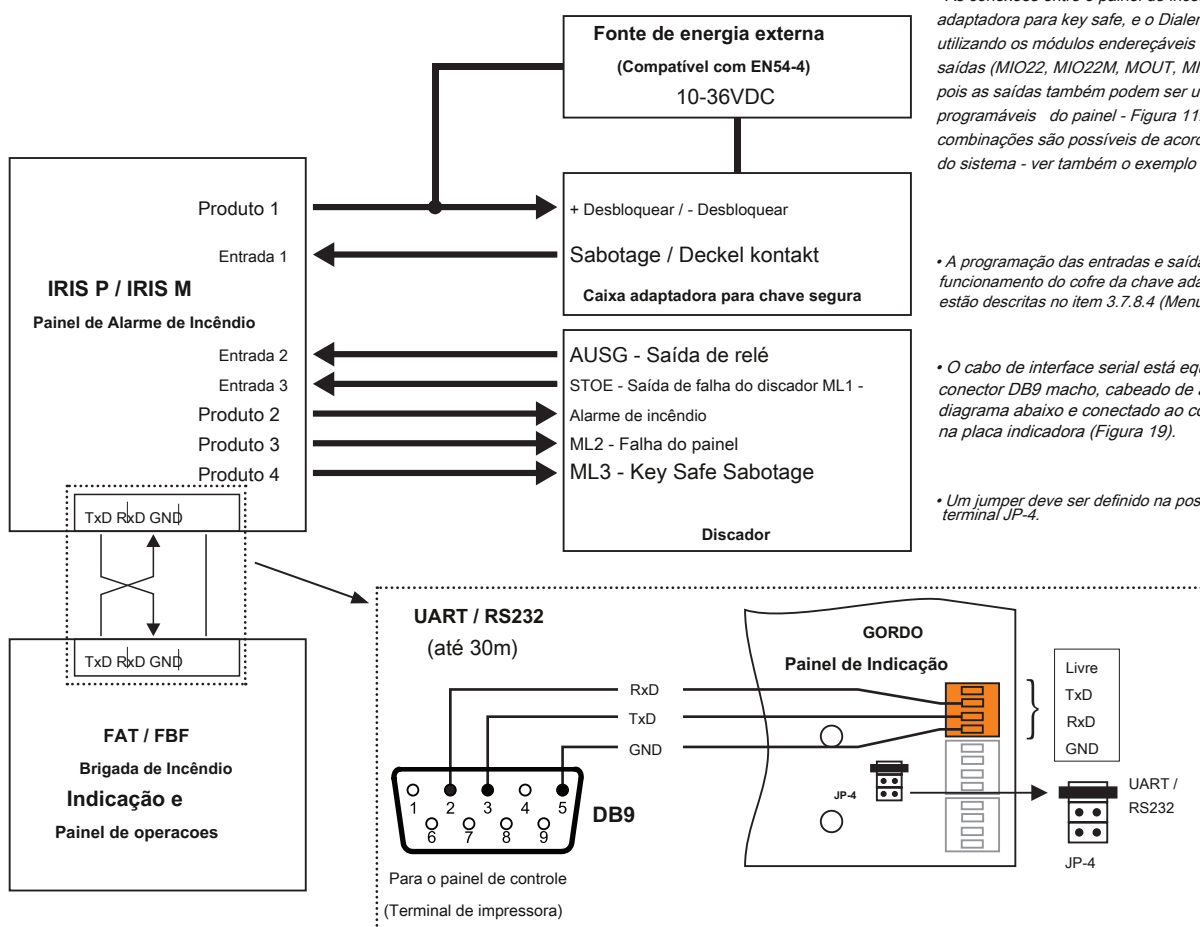 Fonte de energia externa
(Compatível com EN54-4)
10-36VDC
adaptadora para key safe, e o Dialer
utilizando os módulos endereçáveis
saídas (MIO22, MIO22M, MOUT,
pois as saídas também podem ser
programáveis do painel - Figura 11.
combinações são possíveis de
do sistema - ver também o exemplo
Produto 1
Entrada 1
IRIS P / IRIS M
Painel de Alarme de Incêndio
Entrada 2
Entrada 3
Produto 2
Produto 3
Produto 4
TxD RxD GND
+ Desbloquear / - Desbloquear
Sabotage / Deckel kontakt
Caixa adaptadora para chave segura
AUSG - Saída de relé
STOE - Saída de falha do discador ML1 -
Alarme de incêndio
ML2 - Falha do painel
ML3 - Key Safe Sabotage
Discador
• A programação das entradas e
funcionamento do cofre da chave
estão descritas no item 3.7.8.4 (Menu
• O cabo de interface serial está
conector DB9 macho, cabeado de
diagrama abaixo e conectado ao
na placa indicadora (Figura 19).
• Um jumper deve ser definido na
terminal JP-4.
TxD RxD GND
FAT / FBF
Brigada de Incêndio
Indicação e
Painel de operacoes
UART / RS232
(até 30m)
RxD
TxD
GND
1 2 3 4 5
6 7 8 9
DB9
Para o painel de controle
(Terminal de impressora)
GORDO
Painel de Indicação
JP-4
Livre
TxD
RxD
GND
UART /
RS232
JP-4